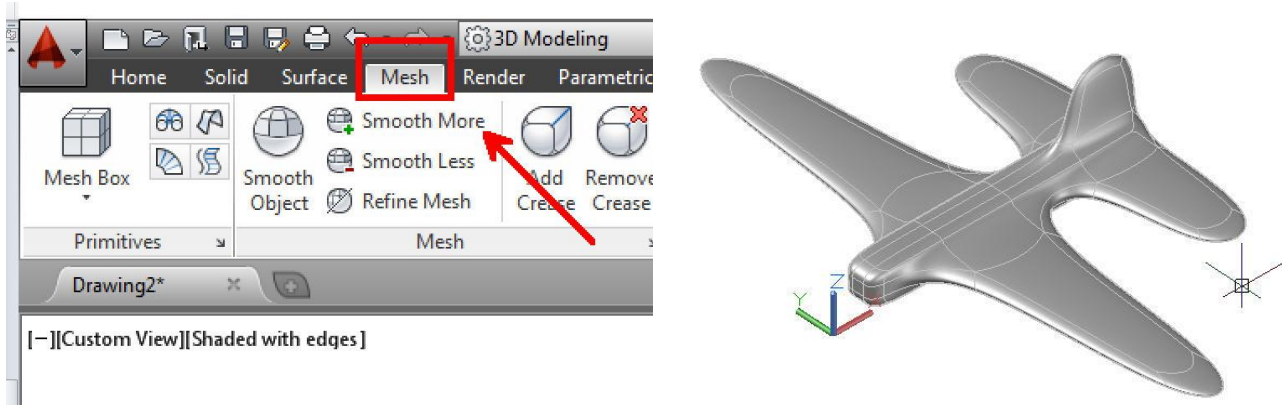 3D Modeling
Home Solid Surface Mesh Render Parametric
Smooth More
Smooth Less
Mesh Box Smooth Object Refine Mesh Add Crease Remove Crease
Primitives Mesh
Drawing2*
[−][Custom View][Shaded with edges]
Z
Y